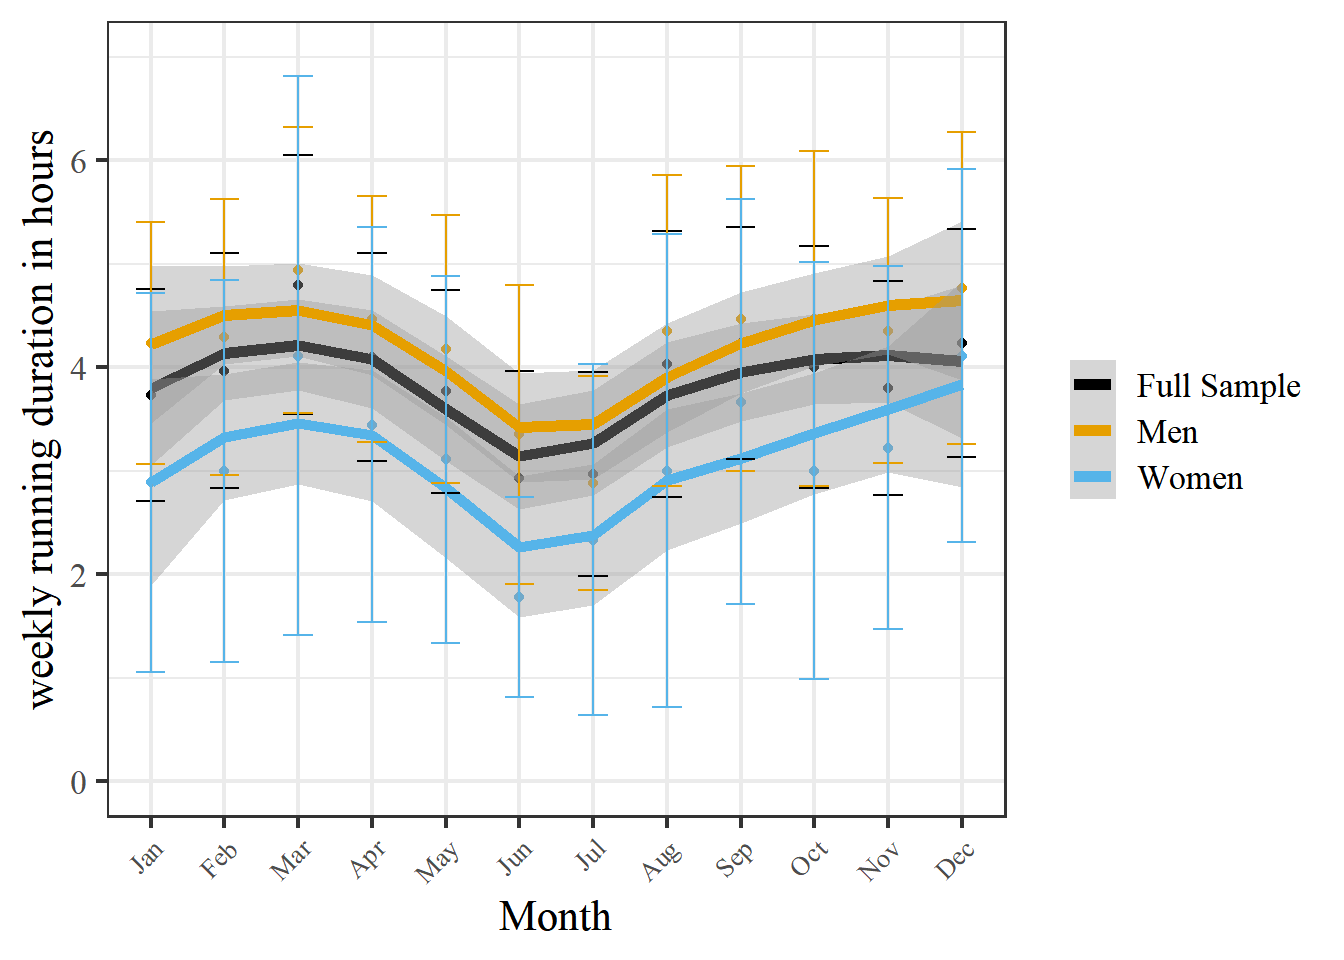 weekly running duration in hours
6
4
2
0
Jan
Feb
Mar
Apr
May
Jun
Jul
Aug
Sep
Oct
Nov
Dec
Month
Full Sample
Men
Women